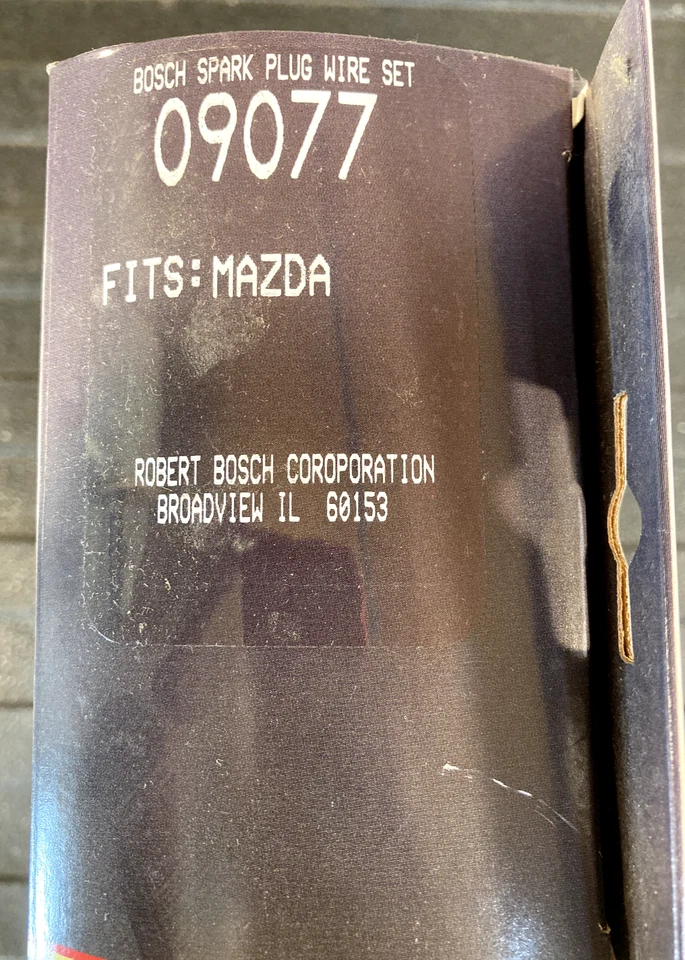 BOSCH SPARK PLUG WIRE SET
09077
FITS:MAZDA
ROBERT BOSCH COROPORATION
BROADVIEW IL 60153